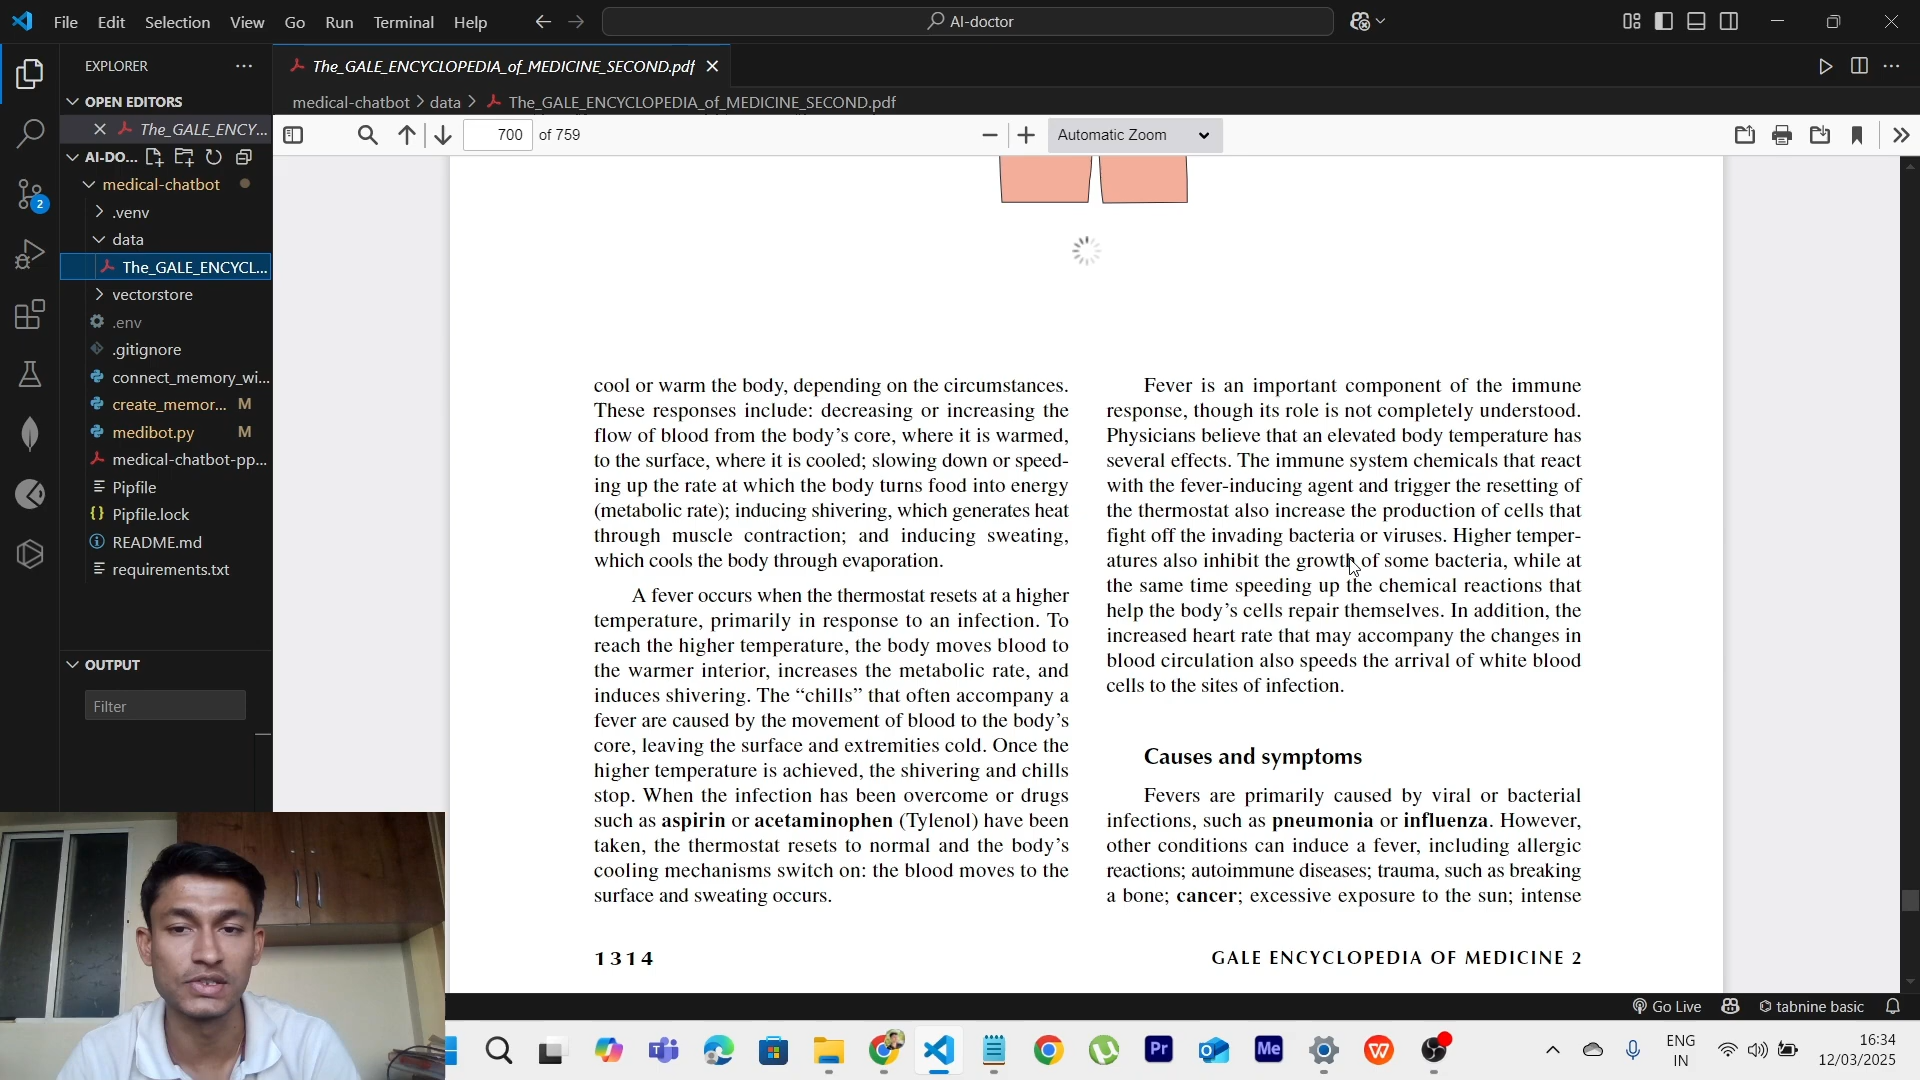 File Edit Selection View Go Run Terminal Help
AI-doctor
EXPLORER
The_GALE_ENCYCLOPEDIA_of_MEDICINE_SECOND.pdf
OPEN EDITORS
The_GALE_ENCY...
medical-chatbot > data > The_GALE_ENCYCLOPEDIA_of_MEDICINE_SECOND.pdf
700 of 759
Automatic Zoom
AI-DO...
medical-chatbot
.venv
data
The_GALE_ENCYCL...
vectorstore
.env
.gitignore
connect_memory_wi...
create_memor... M
medibot.py M
medical-chatbot-pp...
Pipfile
Pipfile.lock
README.md
requirements.txt
2
OUTPUT
Filter
cool or warm the body, depending on the circumstances.
These responses include: decreasing or increasing the
flow of blood from the body’s core, where it is warmed,
to the surface, where it is cooled; slowing down or speed-
ing up the rate at which the body turns food into energy
(metabolic rate); inducing shivering, which generates heat
through muscle contraction; and inducing sweating,
which cools the body through evaporation.
A fever occurs when the thermostat resets at a higher
temperature, primarily in response to an infection. To
reach the higher temperature, the body moves blood to
the warmer interior, increases the metabolic rate, and
induces shivering. The “chills” that often accompany a
fever are caused by the movement of blood to the body’s
core, leaving the surface and extremities cold. Once the
higher temperature is achieved, the shivering and chills
stop. When the infection has been overcome or drugs
such as aspirin or acetaminophen (Tylenol) have been
taken, the thermostat resets to normal and the body’s
cooling mechanisms switch on: the blood moves to the
surface and sweating occurs.
Fever is an important component of the immune
response, though its role is not completely understood.
Physicians believe that an elevated body temperature has
several effects. The immune system chemicals that react
with the fever-inducing agent and trigger the resetting of
the thermostat also increase the production of cells that
fight off the invading bacteria or viruses. Higher temper-
atures also inhibit the growth of some bacteria, while at
the same time speeding up the chemical reactions that
help the body’s cells repair themselves. In addition, the
increased heart rate that may accompany the changes in
blood circulation also speeds the arrival of white blood
cells to the sites of infection.
Causes and symptoms
Fevers are primarily caused by viral or bacterial
infections, such as pneumonia or influenza. However,
other conditions can induce a fever, including allergic
reactions; autoimmune diseases; trauma, such as breaking
a bone; cancer; excessive exposure to the sun; intense
1314
GALE ENCYCLOPEDIA OF MEDICINE 2
Go Live
tabnine basic
Pr
Me
ENG
IN
16:34
12/03/2025